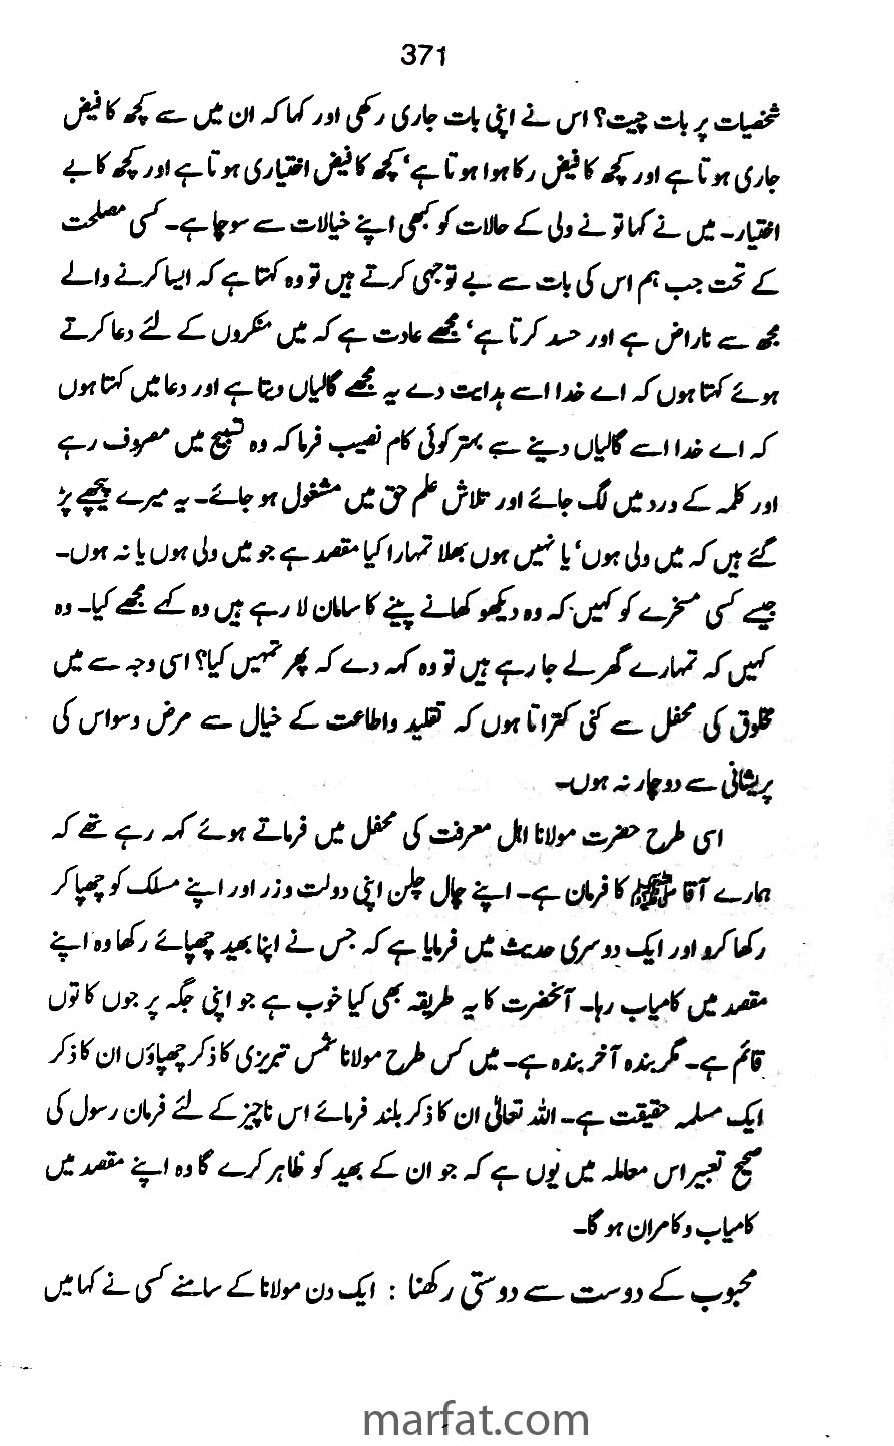 371
شخصیات پر بات چیت؟ اس نے اپنی بات جاری رکھی اور کہا کہ ان میں سے کچھ کا فیض
جاری ہوتا ہے اور کچھ کا فیض رکا ہوا ہوتا ہے‘ کچھ کا فیض اختیاری ہوتا ہے اور کچھ کا بے
اختیار۔ میں نے کہا تو نے ولی کے حالات کو کبھی اپنے خیالات سے سوچا ہے۔ کسی مصلحت
کے تحت جب ہم اس کی بات سے بے توجہی کرتے ہیں تو وہ کہتا ہے کہ ایسا کرنے والے
مجھ سے ناراض ہے اور حسد کرتا ہے‘ مجھے عادت ہے کہ میں منکروں کے لئے دعا کرتے
ہوئے کہتا ہوں کہ اے خدا اسے ہدایت دے یہ مجھے گالیاں دیتا ہے اور دعا میں کہتا ہوں
کہ اے خدا اسے گالیاں دینے سے بہتر کوئی کام نصیب فرما کہ وہ تسبیح میں مصروف رہے
اور کلمہ کے ورد میں لگ جائے اور تلاش علم حق میں مشغول ہو جائے۔ یہ میرے پیچھے پڑ
گئے ہیں کہ میں ولی ہوں‘ یا نہیں ہوں بھلا تمہارا کیا مقصد ہے جو میں ولی ہوں یا نہ ہوں۔
جیسے کسی مسخرے کو کہیں کہ وہ دیکھو کھانے پینے کا سامان لا رہے ہیں وہ کہے مجھے کیا۔ وہ
کہیں کہ تمہارے گھر لے جا رہے ہیں تو وہ کہہ دے کہ پھر تمہیں کیا؟ اسی وجہ سے میں
مخلوق کی محفل سے کنی کتراتا ہوں کہ تقلید و اطاعت کے خیال سے مرض وسواس کی
پریشانی سے دوچار نہ ہوں۔
اسی طرح حضرت مولانا اہل معرفت کی محفل میں فرماتے ہوئے کہہ رہے تھے کہ
ہمارے آقا ﷺ کا فرمان ہے۔ اپنے چال چلن اپنی دولت و زر اور اپنے مسلک کو چھپا کر
رکھا کرو اور ایک دوسری حدیث میں فرمایا ہے کہ جس نے اپنا بھید چھپائے رکھا وہ اپنے
مقصد میں کامیاب رہا۔ آنحضرت کا یہ طریقہ بھی کیا خوب ہے جو اپنی جگہ پر جوں کا توں
قائم ہے۔ مگر بندہ آخر بندہ ہے۔ میں کس طرح مولانا شمس تبریزی کا ذکر چھپاؤں ان کا ذکر
ایک مسلمہ حقیقت ہے۔ اللہ تعالیٰ ان کا ذکر بلند فرمائے اس ناچیز کے لئے فرمان رسول کی
صحیح تعبیر اس معاملہ میں یوں ہے کہ جو ان کے بھید کو ظاہر کرے گا وہ اپنے مقصد میں
کامیاب و کامران ہو گا۔
محبوب کے دوست سے دوستی رکھنا : ایک دن مولانا کے سامنے کسی نے کہا میں
marfat.com